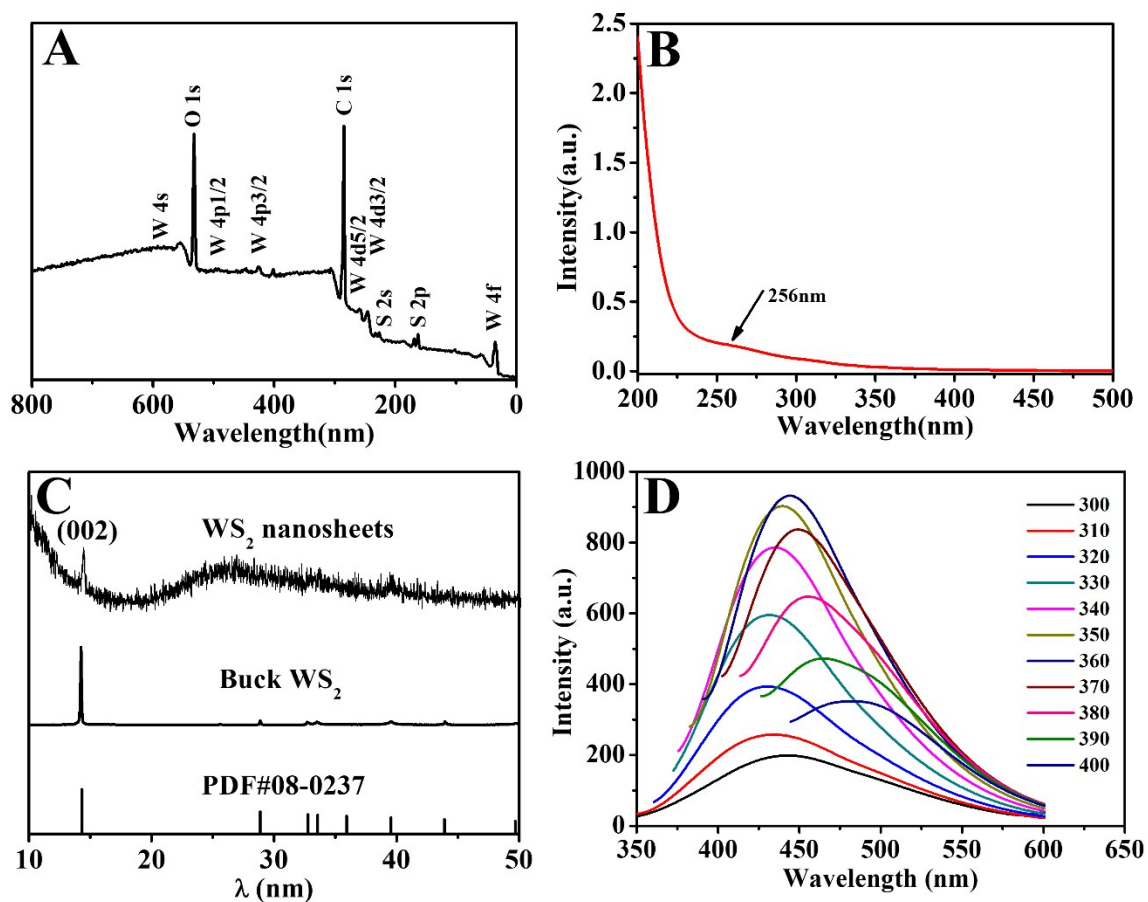 A
O 1s
C 1s
W 4s
W 4p1/2
W 4p3/2
W 4d5/2
W 4d3/2
S 2s
S 2p
W 4f
800 600 400 200 0
Wavelength(nm)
B
2.5
2.0
1.5
1.0
0.5
0.0
Intensity(a.u.)
256nm
200 250 300 350 400 450 500
Wavelength(nm)
C
(002)
WS₂ nanosheets
Buck WS₂
PDF#08-0237
10 20 30 40 50
λ (nm)
D
1000
800
600
400
200
0
Intensity (a.u.)
300
310
320
330
340
350
360
370
380
390
400
350 400 450 500 550 600 650
Wavelength (nm)